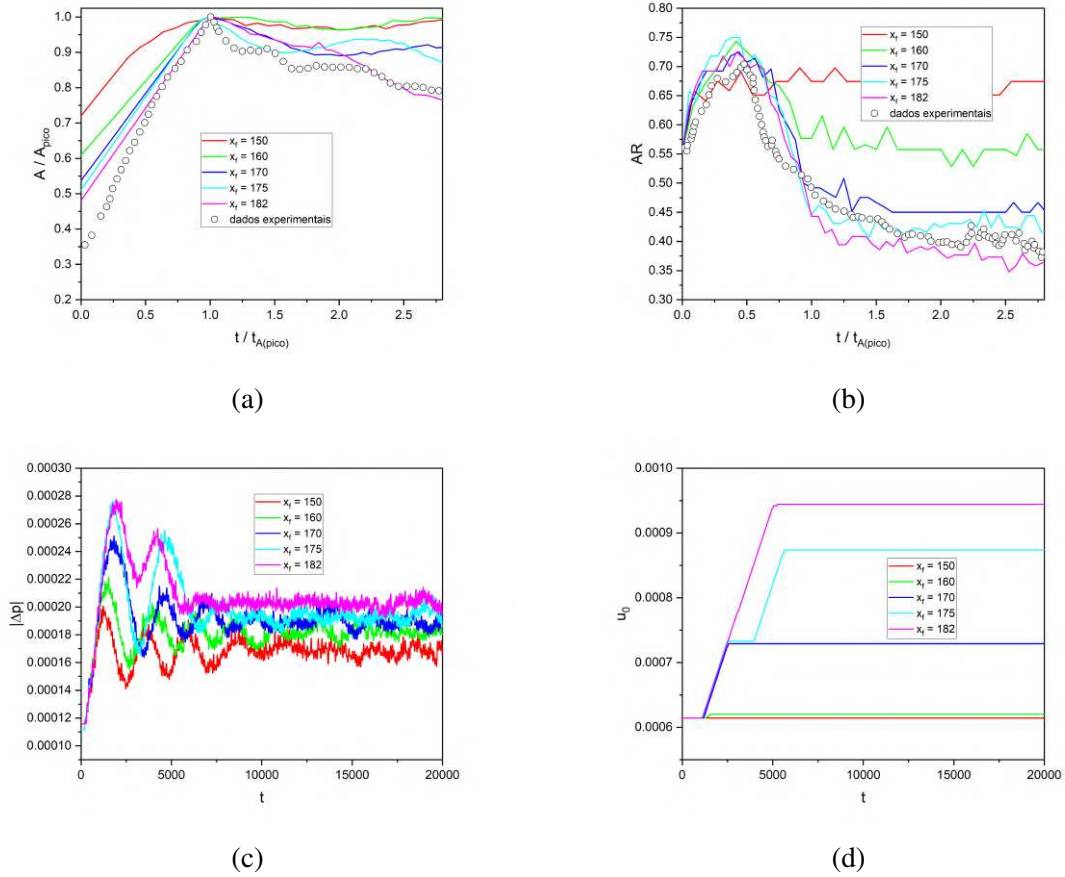 A / A_pico
1.0
0.9
0.8
0.7
1.0
0.5
0.4
0.3
0.2
x_f = 150
x_f = 160
x_f = 170
x_f = 175
x_f = 182
dados experimentais
0.0 0.5 1.0 1.5 2.0 2.5
t / t_A(pico)
(a)
AR
0.80
0.75
0.70
0.65
0.60
0.55
0.50
0.45
0.40
0.35
0.30
x_f = 150
x_f = 160
x_f = 170
x_f = 175
x_f = 182
dados experimentais
0.0 0.5 1.0 1.5 2.0 2.5
t / t_A(pico)
(b)
|Δp|
0.00030
0.00028
0.00026
0.00024
0.00022
0.00020
0.00018
0.00016
0.00014
0.00012
0.00010
x_f = 150
x_f = 160
x_f = 170
x_f = 175
x_f = 182
0 5000 10000 15000 20000
t
(c)
u_0
0.0010
0.0009
0.0008
0.0007
0.0006
x_f = 150
x_f = 160
x_f = 170
x_f = 175
x_f = 182
0 5000 10000 15000 20000
t
(d)